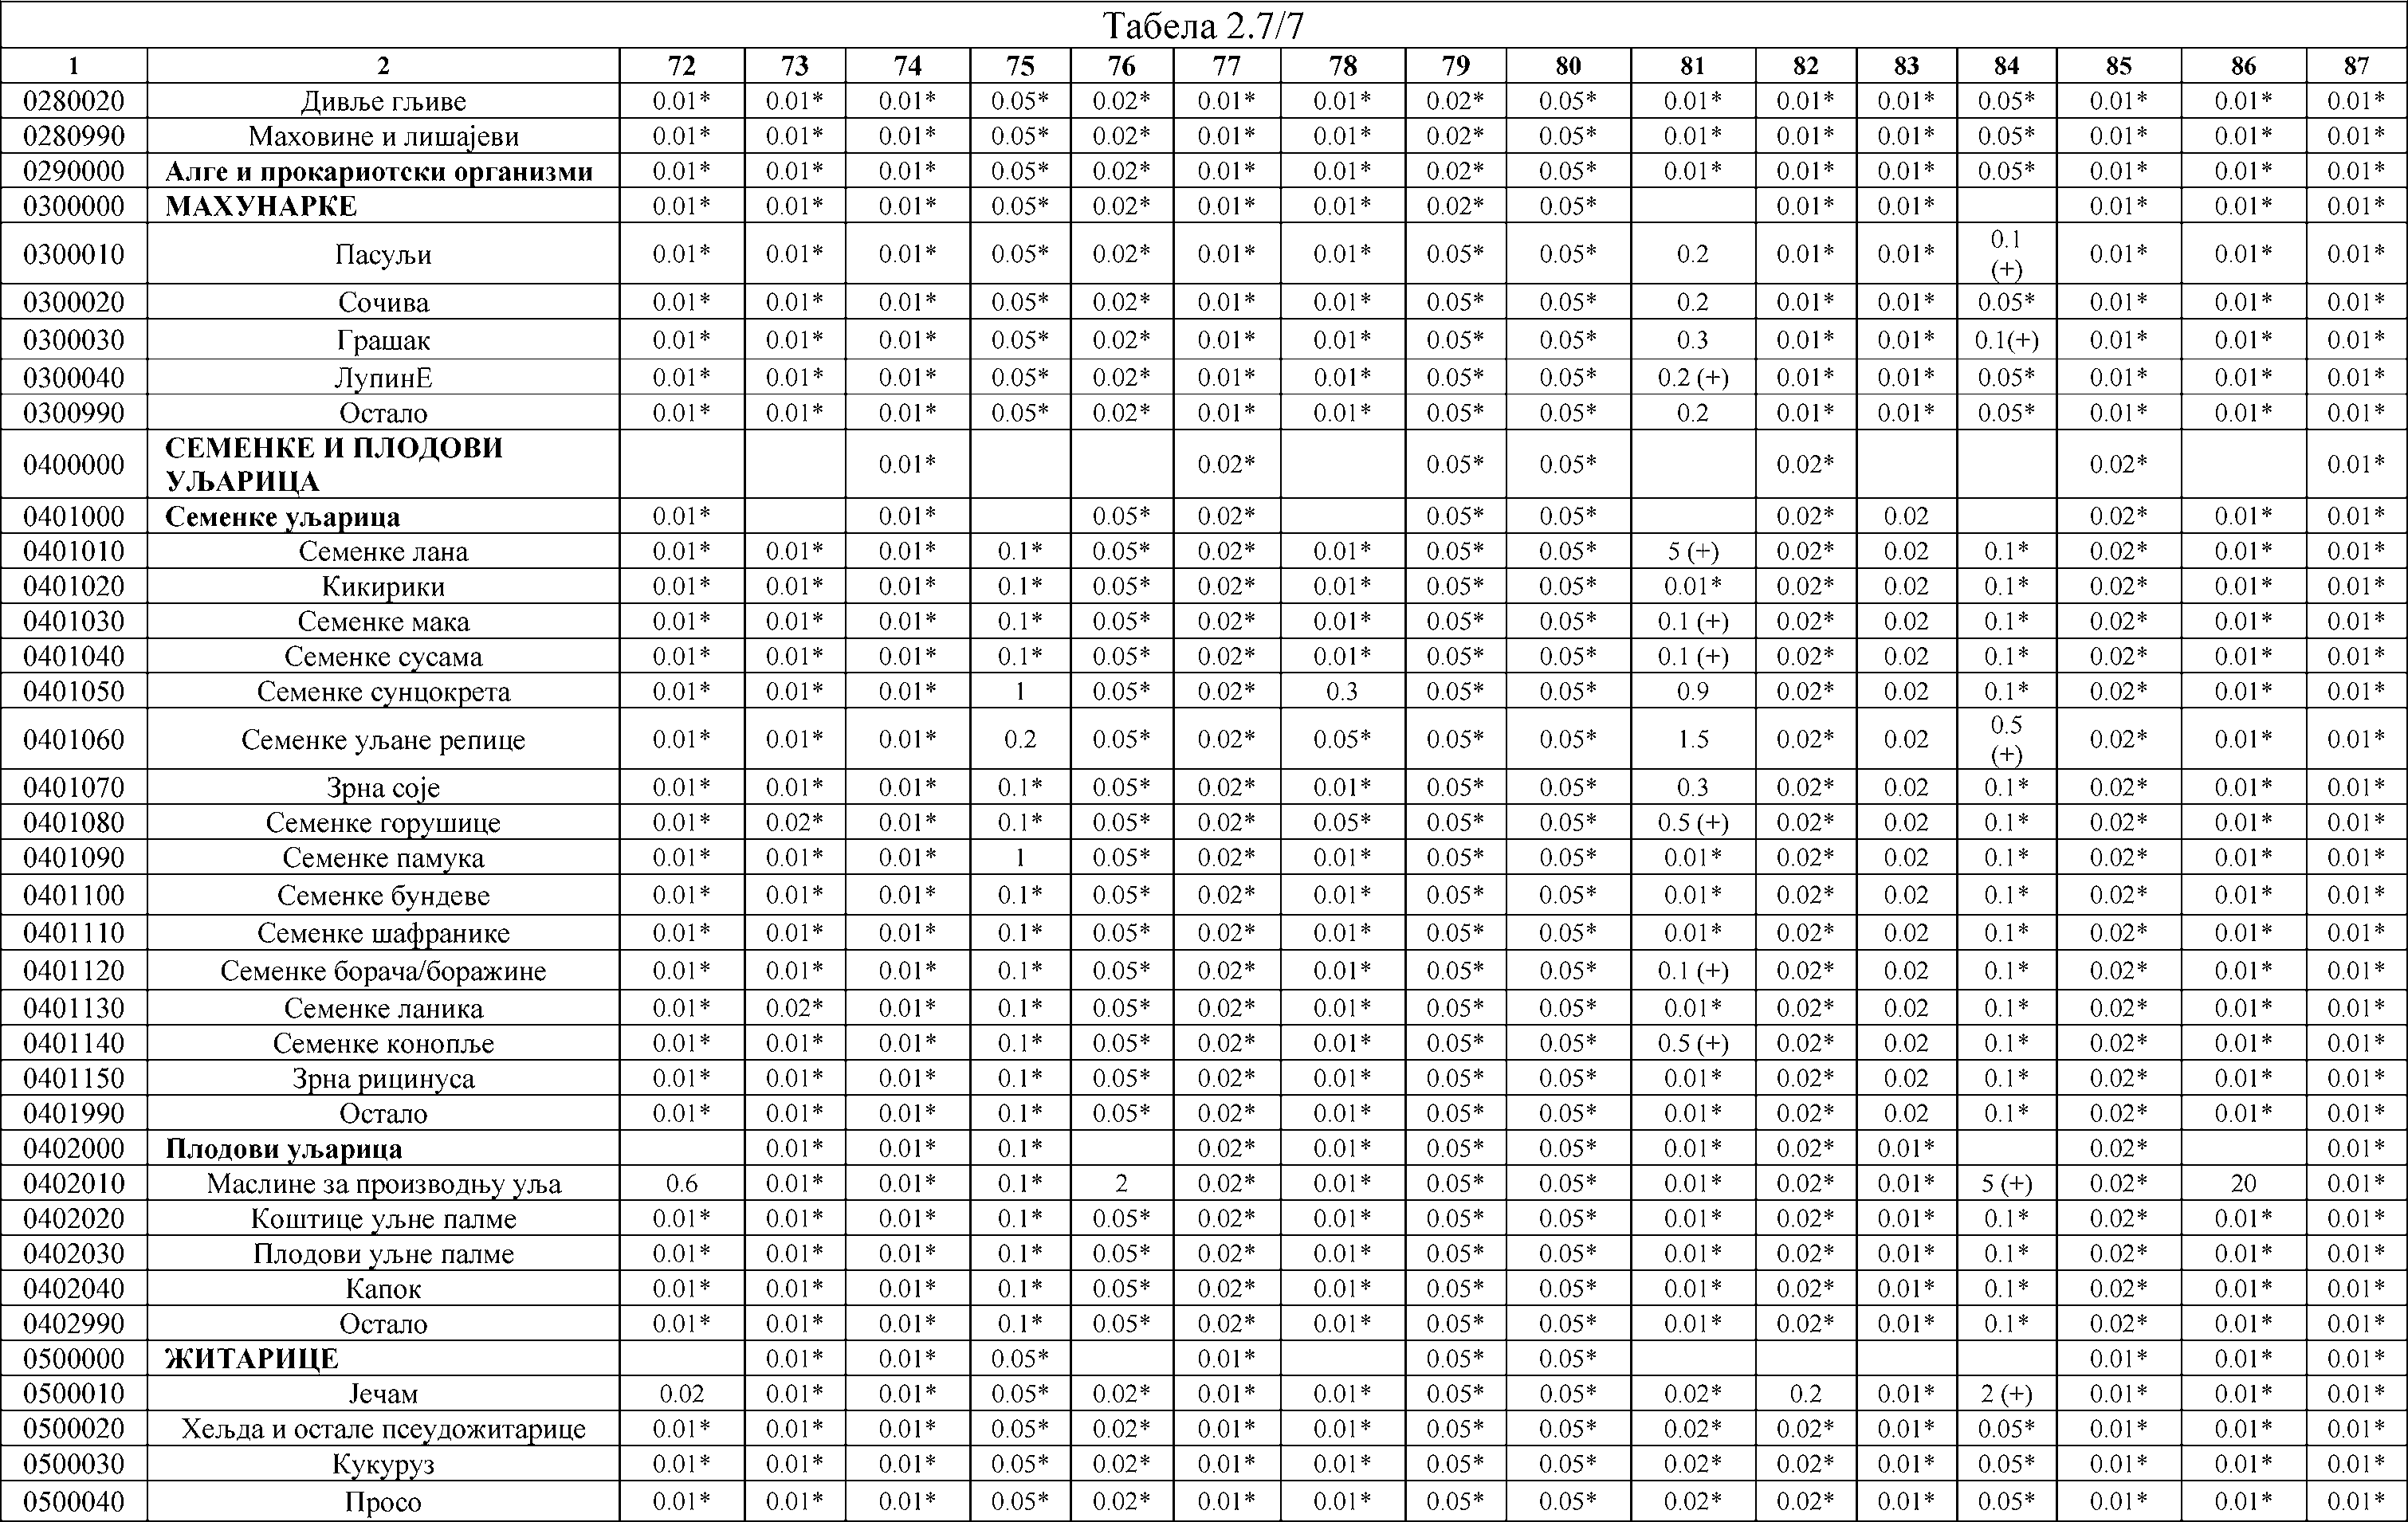 Табела 2.7/7
1 2 72 73 74 75 76 77 78 79 80 81 82 83 84 85 86 87
0280020 Дивље гљиве 0.01* 0.01* 0.01* 0.05* 0.02* 0.01* 0.01* 0.02* 0.05* 0.01* 0.01* 0.01* 0.05* 0.01* 0.01* 0.01*
0280990 Маховине и лишајеви 0.01* 0.01* 0.01* 0.05* 0.02* 0.01* 0.01* 0.02* 0.05* 0.01* 0.01* 0.01* 0.05* 0.01* 0.01* 0.01*
0290000 Алге и прокариотски организми 0.01* 0.01* 0.01* 0.05* 0.02* 0.01* 0.01* 0.02* 0.05* 0.01* 0.01* 0.01* 0.05* 0.01* 0.01* 0.01*
0300000 МАХУНАРКЕ 0.01* 0.01* 0.01* 0.05* 0.02* 0.01* 0.01* 0.02* 0.05* 0.01* 0.01* 0.01* 0.01* 0.01*
0300010 Пасуљи 0.01* 0.01* 0.01* 0.05* 0.02* 0.01* 0.01* 0.05* 0.05* 0.2 0.01* 0.01* 0.1
(+) 0.01* 0.01* 0.01*
0300020 Сочива 0.01* 0.01* 0.01* 0.05* 0.02* 0.01* 0.01* 0.05* 0.05* 0.2 0.01* 0.01* 0.05* 0.01* 0.01* 0.01*
0300030 Грашак 0.01* 0.01* 0.01* 0.05* 0.02* 0.01* 0.01* 0.05* 0.05* 0.3 0.01* 0.01* 0.1(+) 0.01* 0.01* 0.01*
0300040 ЛупинЕ 0.01* 0.01* 0.01* 0.05* 0.02* 0.01* 0.01* 0.05* 0.05* 0.2 (+) 0.01* 0.01* 0.05* 0.01* 0.01* 0.01*
0300990 Остало 0.01* 0.01* 0.01* 0.05* 0.02* 0.01* 0.01* 0.05* 0.05* 0.2 0.01* 0.01* 0.05* 0.01* 0.01* 0.01*
0400000 СЕМЕНКЕ И ПЛОДОВИ
УЉАРИЦА 0.01* 0.02* 0.05* 0.05* 0.02* 0.02* 0.01*
0401000 Семенке уљарица 0.01* 0.01* 0.05* 0.02* 0.05* 0.05* 0.02* 0.02 0.02* 0.01* 0.01*
0401010 Семенке лана 0.01* 0.01* 0.01* 0.1* 0.05* 0.02* 0.01* 0.05* 0.05* 5 (+) 0.02* 0.02 0.1* 0.02* 0.01* 0.01*
0401020 Кикирики 0.01* 0.01* 0.01* 0.1* 0.05* 0.02* 0.01* 0.05* 0.05* 0.01* 0.02* 0.02 0.1* 0.02* 0.01* 0.01*
0401030 Семенке мака 0.01* 0.01* 0.01* 0.1* 0.05* 0.02* 0.01* 0.05* 0.05* 0.1 (+) 0.02* 0.02 0.1* 0.02* 0.01* 0.01*
0401040 Семенке сусама 0.01* 0.01* 0.01* 0.1* 0.05* 0.02* 0.01* 0.05* 0.05* 0.1 (+) 0.02* 0.02 0.1* 0.02* 0.01* 0.01*
0401050 Семенке сунцокрета 0.01* 0.01* 0.01* 1 0.05* 0.02* 0.3 0.05* 0.05* 0.9 0.02* 0.02 0.1* 0.02* 0.01* 0.01*
0401060 Семенке уљане репице 0.01* 0.01* 0.01* 0.2 0.05* 0.02* 0.05* 0.05* 0.05* 1.5 0.02* 0.02 0.5
(+) 0.02* 0.01* 0.01*
0401070 Зрна соје 0.01* 0.01* 0.01* 0.1* 0.05* 0.02* 0.01* 0.05* 0.05* 0.3 0.02* 0.02 0.1* 0.02* 0.01* 0.01*
0401080 Семенке горушице 0.01* 0.02* 0.01* 0.1* 0.05* 0.02* 0.05* 0.05* 0.05* 0.5 (+) 0.02* 0.02 0.1* 0.02* 0.01* 0.01*
0401090 Семенке памука 0.01* 0.01* 0.01* 1 0.05* 0.02* 0.01* 0.05* 0.05* 0.01* 0.02* 0.02 0.1* 0.02* 0.01* 0.01*
0401100 Семенке бундеве 0.01* 0.01* 0.01* 0.1* 0.05* 0.02* 0.01* 0.05* 0.05* 0.01* 0.02* 0.02 0.1* 0.02* 0.01* 0.01*
0401110 Семенке шафранике 0.01* 0.01* 0.01* 0.1* 0.05* 0.02* 0.01* 0.05* 0.05* 0.01* 0.02* 0.02 0.1* 0.02* 0.01* 0.01*
0401120 Семенке борача/боражине 0.01* 0.01* 0.01* 0.1* 0.05* 0.02* 0.01* 0.05* 0.05* 0.1 (+) 0.02* 0.02 0.1* 0.02* 0.01* 0.01*
0401130 Семенке ланика 0.01* 0.02* 0.01* 0.1* 0.05* 0.02* 0.01* 0.05* 0.05* 0.01* 0.02* 0.02 0.1* 0.02* 0.01* 0.01*
0401140 Семенке конопље 0.01* 0.01* 0.01* 0.1* 0.05* 0.02* 0.01* 0.05* 0.05* 0.5 (+) 0.02* 0.02 0.1* 0.02* 0.01* 0.01*
0401150 Зрна рицинуса 0.01* 0.01* 0.01* 0.1* 0.05* 0.02* 0.01* 0.05* 0.05* 0.01* 0.02* 0.02 0.1* 0.02* 0.01* 0.01*
0401990 Остало 0.01* 0.01* 0.01* 0.1* 0.05* 0.02* 0.01* 0.05* 0.05* 0.01* 0.02* 0.02 0.1* 0.02* 0.01* 0.01*
0402000 Плодови уљарица 0.01* 0.01* 0.1* 0.02* 0.01* 0.05* 0.05* 0.01* 0.02* 0.01* 0.02* 0.01*
0402010 Маслине за производњу уља 0.6 0.01* 0.01* 0.1* 2 0.02* 0.01* 0.05* 0.05* 0.01* 0.02* 0.01* 5 (+) 0.02* 20 0.01*
0402020 Коштице уљне палме 0.01* 0.01* 0.01* 0.1* 0.05* 0.02* 0.01* 0.05* 0.05* 0.01* 0.02* 0.01* 0.1* 0.02* 0.01* 0.01*
0402030 Плодови уљне палме 0.01* 0.01* 0.01* 0.1* 0.05* 0.02* 0.01* 0.05* 0.05* 0.01* 0.02* 0.01* 0.1* 0.02* 0.01* 0.01*
0402040 Капок 0.01* 0.01* 0.01* 0.1* 0.05* 0.02* 0.01* 0.05* 0.05* 0.01* 0.02* 0.01* 0.1* 0.02* 0.01* 0.01*
0402990 Остало 0.01* 0.01* 0.01* 0.1* 0.05* 0.02* 0.01* 0.05* 0.05* 0.01* 0.02* 0.01* 0.1* 0.02* 0.01* 0.01*
0500000 ЖИТАРИЦЕ 0.01* 0.01* 0.05* 0.01* 0.05* 0.05* 0.01* 0.01* 0.01*
0500010 Јечам 0.02 0.01* 0.01* 0.05* 0.02* 0.01* 0.01* 0.05* 0.05* 0.02* 0.2 0.01* 2 (+) 0.01* 0.01* 0.01*
0500020 Хељда и остале псеудожитарице 0.01* 0.01* 0.01* 0.05* 0.02* 0.01* 0.01* 0.05* 0.05* 0.02* 0.02* 0.01* 0.05* 0.01* 0.01* 0.01*
0500030 Кукуруз 0.01* 0.01* 0.01* 0.05* 0.02* 0.01* 0.01* 0.05* 0.05* 0.02* 0.02* 0.01* 0.05* 0.01* 0.01* 0.01*
0500040 Просо 0.01* 0.01* 0.01* 0.05* 0.02* 0.01* 0.01* 0.05* 0.05* 0.02* 0.02* 0.01* 0.05* 0.01* 0.01* 0.01*